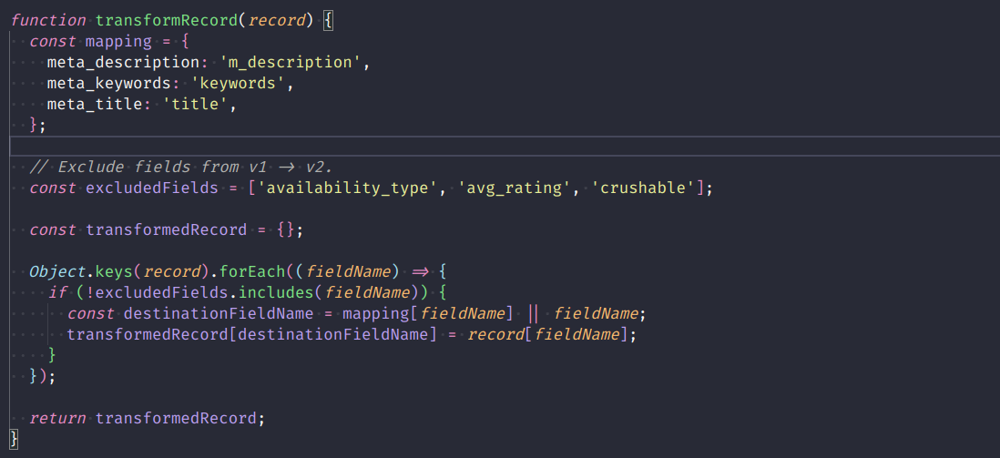 function transformRecord(record) {
  const mapping = {
    meta_description: 'm_description',
    meta_keywords: 'keywords',
    meta_title: 'title',
  };

  // Exclude fields from v1 -> v2.
  const excludedFields = ['availability_type', 'avg_rating', 'crushable'];

  const transformedRecord = {};

  Object.keys(record).forEach((fieldName) => {
    if (!excludedFields.includes(fieldName)) {
      const destinationFieldName = mapping[fieldName] || fieldName;
      transformedRecord[destinationFieldName] = record[fieldName];
    }
  });

  return transformedRecord;
}